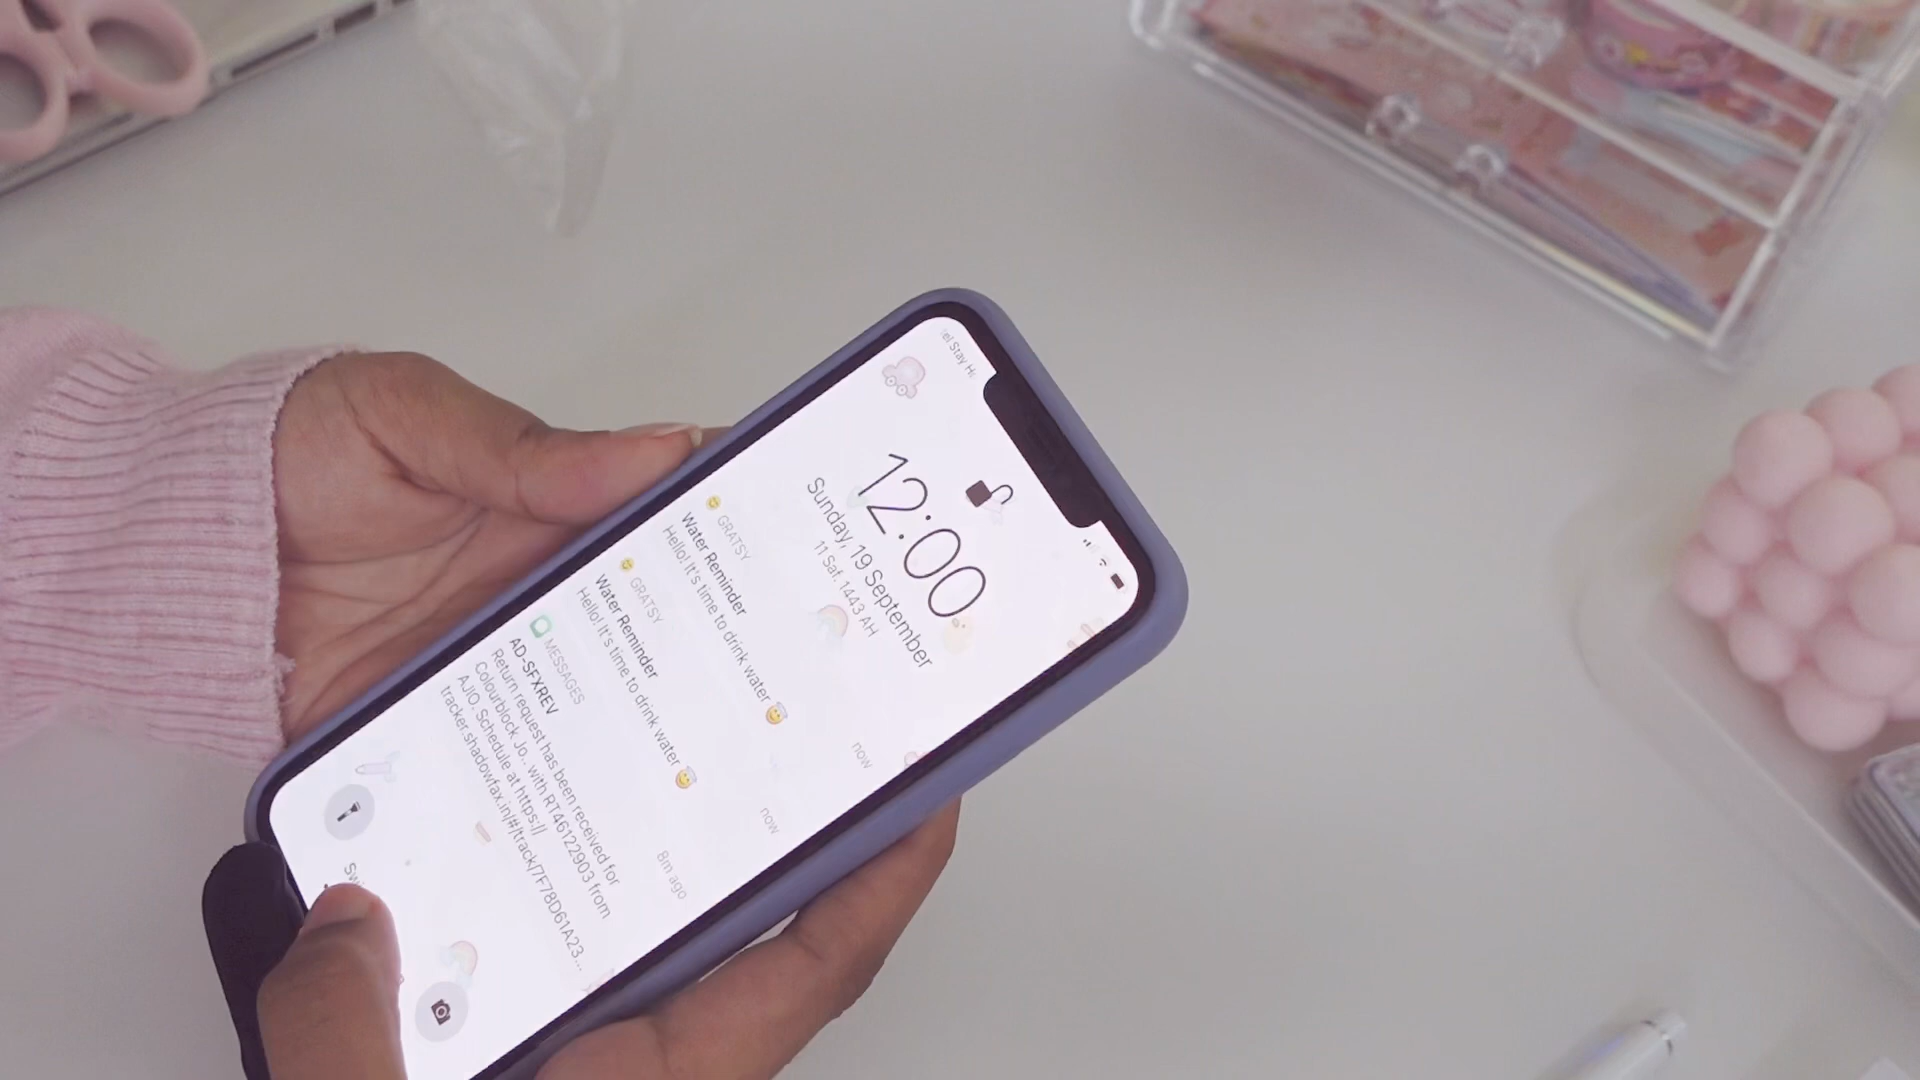 12:00
Sunday, 19 September
11 Saf. 1443 AH
GRATSY
now
Water Reminder
Hello! It's time to drink water
GRATSY
now
Water Reminder
Hello! It's time to drink water
MESSAGES
8m ago
AD-SFXREV
Return request has been received for
Colourblock Jo.. with RT46122903 from
AJIO. Schedule at https://
tracker.shadowfax.in/#/track/7F78D61A23...